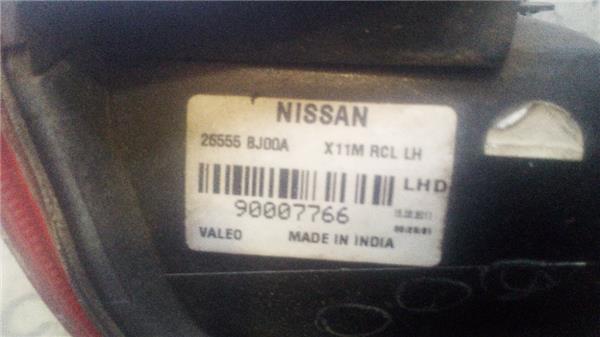 NISSAN
26555 BJ00A X11M RCL LH
LHD
90007766
VALEO MADE IN INDIA